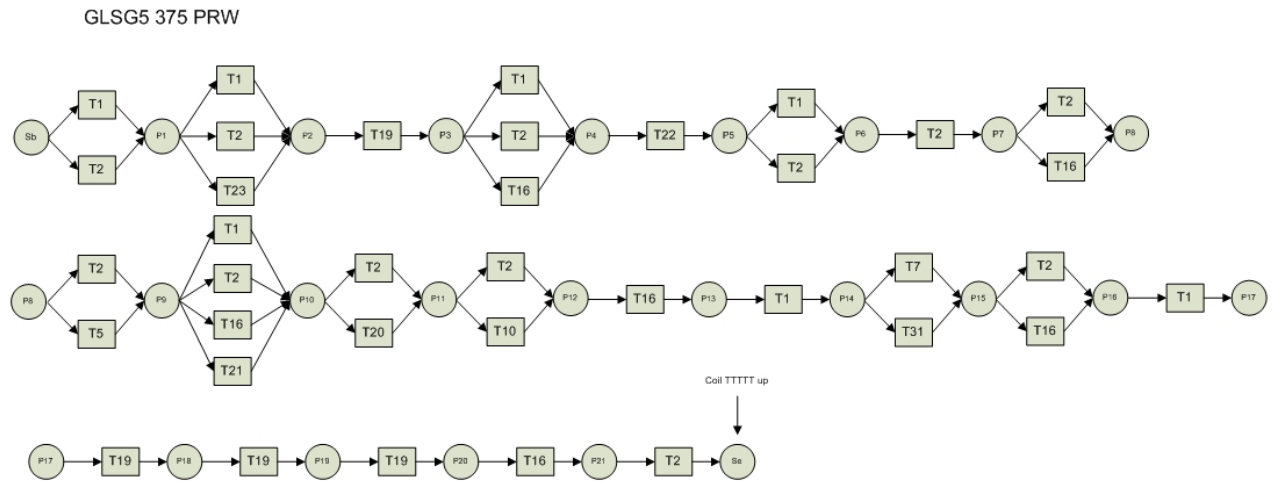 GLSG5 375 PRW
T1
T1
T1
T1
T2
Sb
P1
T2
P2
T19
P3
T2
P4
T22
P5
P6
T2
P7
P8
T2
T23
T16
T2
T16
T1
T2
T2
T2
T2
T7
T2
P8
P9
T16
P10
P11
P12
T16
P13
T1
P14
P15
P16
T1
P17
T5
T21
T20
T10
T31
T16
Coil TTTTT up
P17
T19
P18
T19
P19
T19
P20
T16
P21
T2
Se